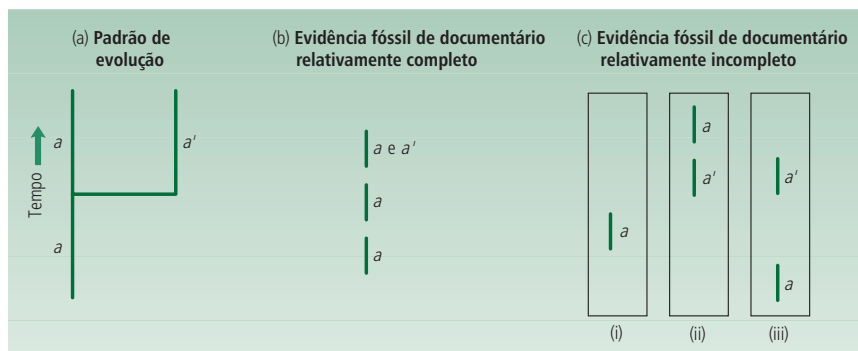 (a) Padrão de
evolução
Tempo
a
a'
a
(b) Evidência fóssil de documentário
relativamente completo
a e a'
a
a
(c) Evidência fóssil de documentário
relativamente incompleto
a
(i)
a
a'
(ii)
a'
a
(iii)